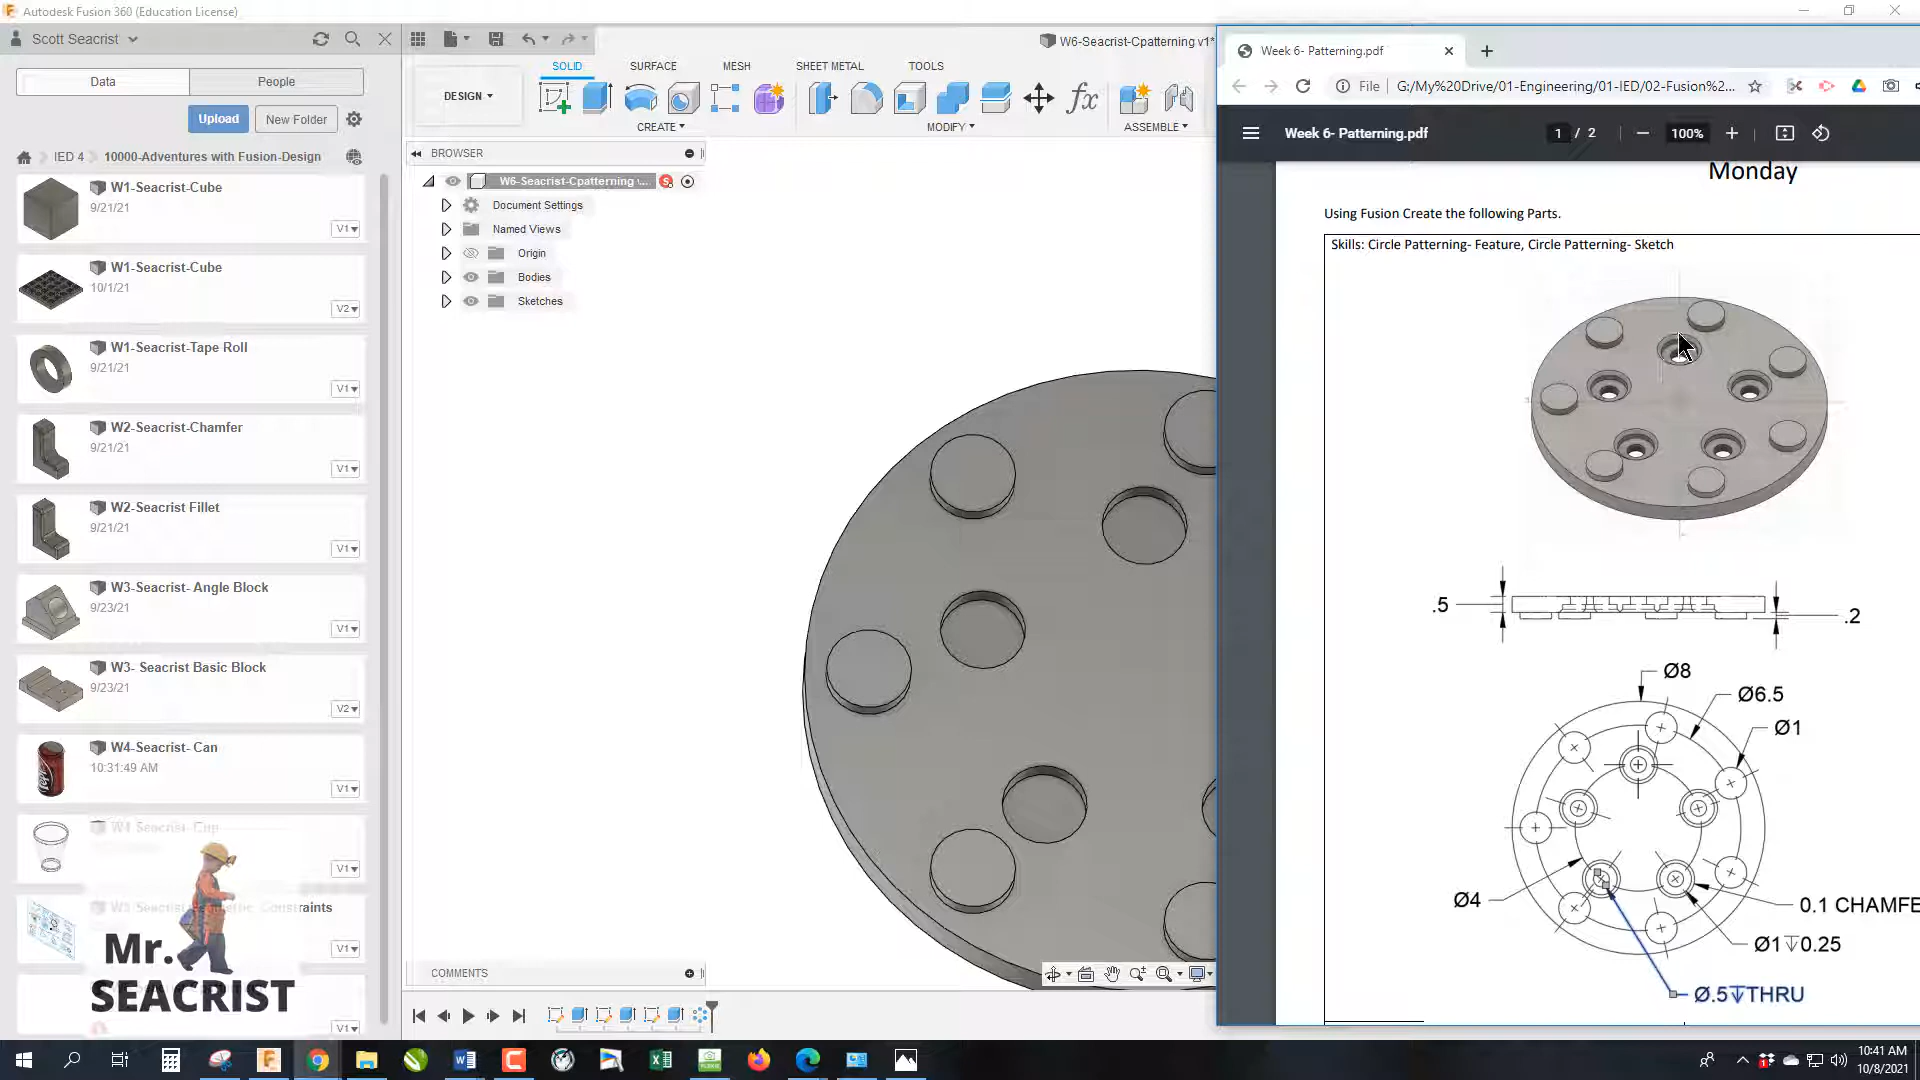 Autodesk Fusion 360 (Education License)
Scott Seacrist
Data
People
Upload
New Folder
IED 4
10000-Adventures with Fusion-Design
W1-Seacrist-Cube
9/21/21
V1
W1-Seacrist-Cube
10/1/21
V2
W1-Seacrist-Tape Roll
9/21/21
V1
W2-Seacrist-Chamfer
9/21/21
V1
W2-Seacrist Fillet
9/21/21
V1
W3-Seacrist- Angle Block
9/23/21
V1
W3- Seacrist Basic Block
9/23/21
V2
W4-Seacrist- Can
10:31:49 AM
V1
V1
V1
V1
Mr.
SEACRIST
W6-Seacrist-Cpatterning v1*
DESIGN
SOLID
SURFACE
MESH
SHEET METAL
TOOLS
CREATE
MODIFY
ASSEMBLE
fx
BROWSER
W6-Seacrist-Cpatterning
Document Settings
Named Views
Origin
Bodies
Sketches
COMMENTS
Week 6- Patterning.pdf
File
G:/My%20Drive/01-Engineering/01-IED/02-Fusion%2...
Week 6- Patterning.pdf
1 / 2
100%
Monday
Using Fusion Create the following Parts.
Skills: Circle Patterning- Feature, Circle Patterning- Sketch
.5
.2
Ø8
Ø6.5
Ø1
Ø4
0.1 CHAMFE
Ø1↧0.25
Ø.5↧THRU
10:41 AM
10/8/2021